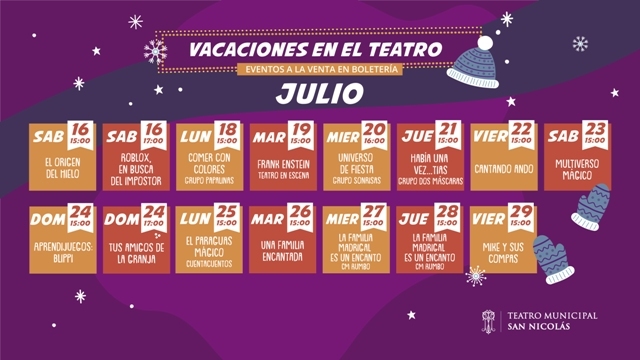 VACACIONES EN EL TEATRO
EVENTOS A LA VENTA EN BOLETERÍA
JULIO
SAB 16
15:00
EL ORIGEN
DEL HIELO
SAB 16
17:00
ROBLOX,
EN BUSCA
DEL IMPOSTOR
LUN 18
15:00
COMER CON
COLORES
GRUPO PAPALINAS
MAR 19
15:00
FRANK ENSTEIN
TEATRO EN ESCENA
MIER 20
16:00
UNIVERSO
DE FIESTA
GRUPO SONRISAS
JUE 21
15:00
HABÍA UNA
VEZ...TIAS
GRUPO DOS MÁSCARAS
VIER 22
15:00
CANTANDO ANDO
SAB 23
15:00
MULTIVERSO
MÁGICO
DOM 24
15:00
APRENDIJUEGOS:
BLIPPI
DOM 24
17:00
TUS AMIGOS DE
LA GRANJA
LUN 25
15:00
EL PARAGUAS
MÁGICO
CUENTACUENTOS
MAR 26
15:00
UNA FAMILIA
ENCANTADA
MIER 27
15:00
LA FAMILIA
MADRIGAL
ES UN ENCANTO
CM RUMBO
JUE 28
15:00
LA FAMILIA
MADRIGAL
ES UN ENCANTO
CM RUMBO
VIER 29
15:00
MIKE Y SUS
COMPAS
TEATRO MUNICIPAL
SAN NICOLÁS